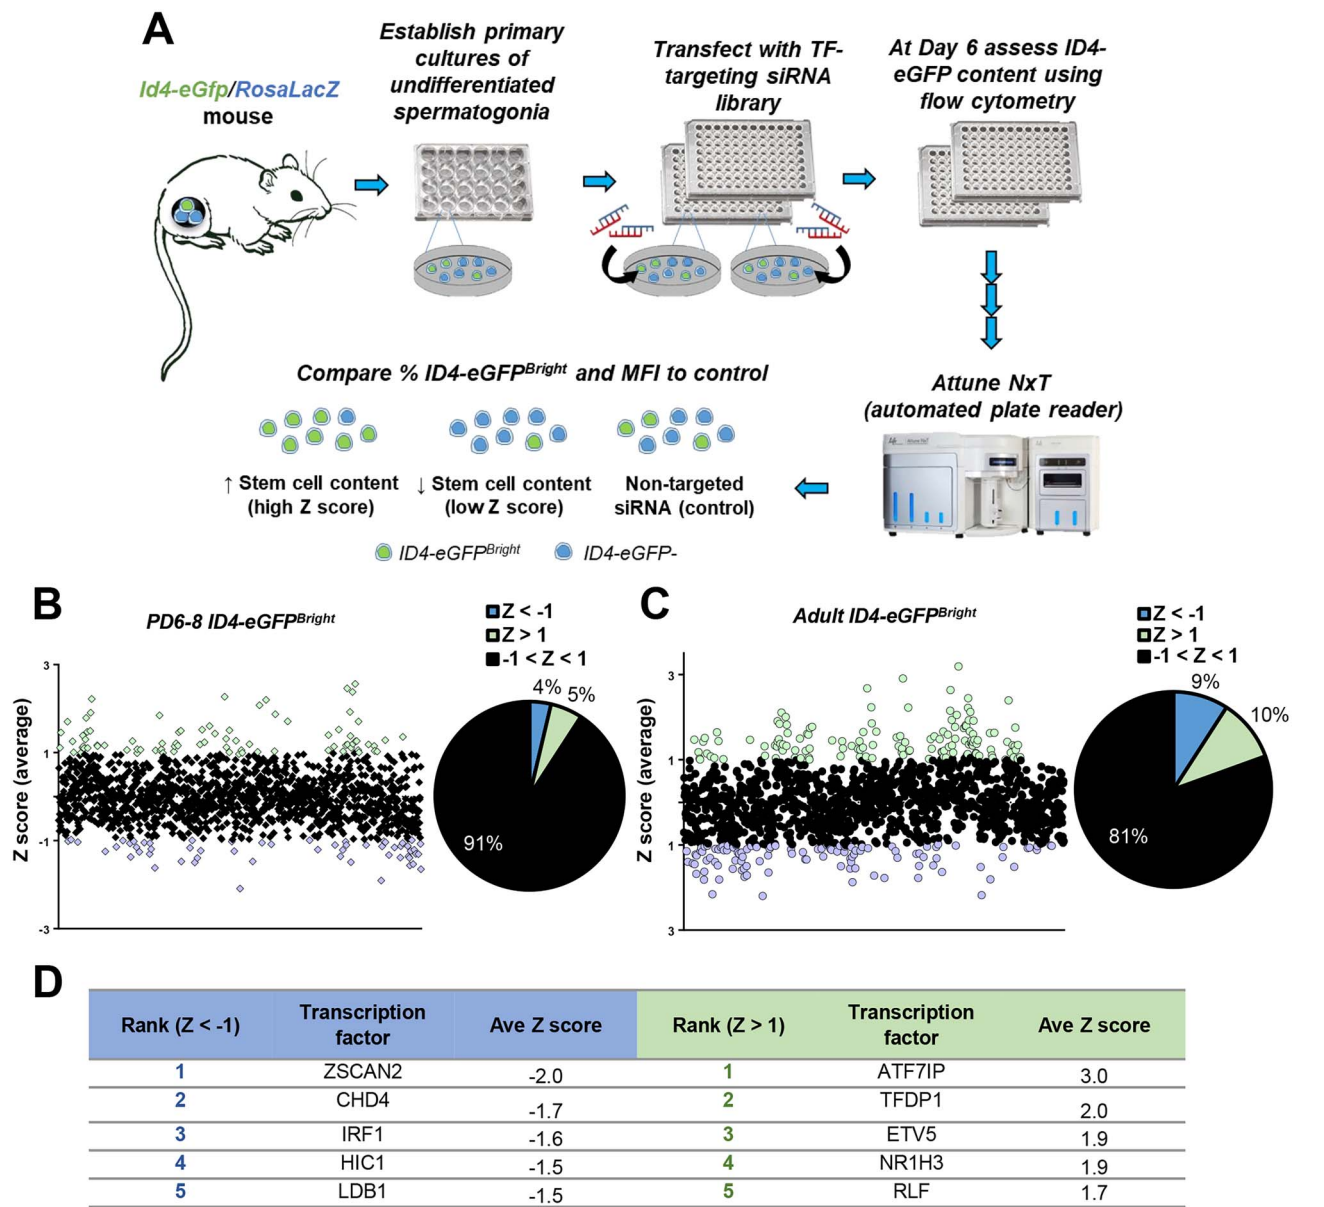 A
Id4-eGfp/RosaLacZ
mouse
Establish primary
cultures of
undifferentiated
spermatogonia
Transfect with TF-
targeting siRNA
library
At Day 6 assess ID4-
eGFP content using
flow cytometry
Attune NxT
(automated plate reader)
Compare % ID4-eGFPBright and MFI to control
↑ Stem cell content
(high Z score)
↓ Stem cell content
(low Z score)
Non-targeted
siRNA (control)
ID4-eGFPBright
ID4-eGFP-
B
PD6-8 ID4-eGFPBright
Z < -1
Z > 1
-1 < Z < 1
Z score (average)
3
1
-1
-3
4%
5%
91%
C
Adult ID4-eGFPBright
Z < -1
Z > 1
-1 < Z < 1
Z score (average)
3
1
1
3
9%
10%
81%
D
Rank (Z < -1) Transcription factor Ave Z score Rank (Z > 1) Transcription factor Ave Z score
1 ZSCAN2 -2.0 1 ATF7IP 3.0
2 CHD4 -1.7 2 TFDP1 2.0
3 IRF1 -1.6 3 ETV5 1.9
4 HIC1 -1.5 4 NR1H3 1.9
5 LDB1 -1.5 5 RLF 1.7